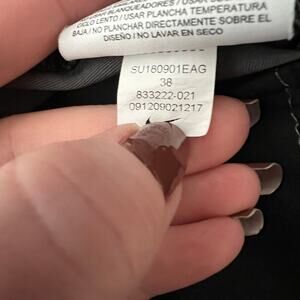 CICLO LENTO / USAR PLANCHA TEMPERATURA
BAJA / NO PLANCHAR DIRECTAMENTE SOBRE EL
DISEÑO / NO LAVAR EN SECO
SU180901EAG
38
833222-021
091209021217